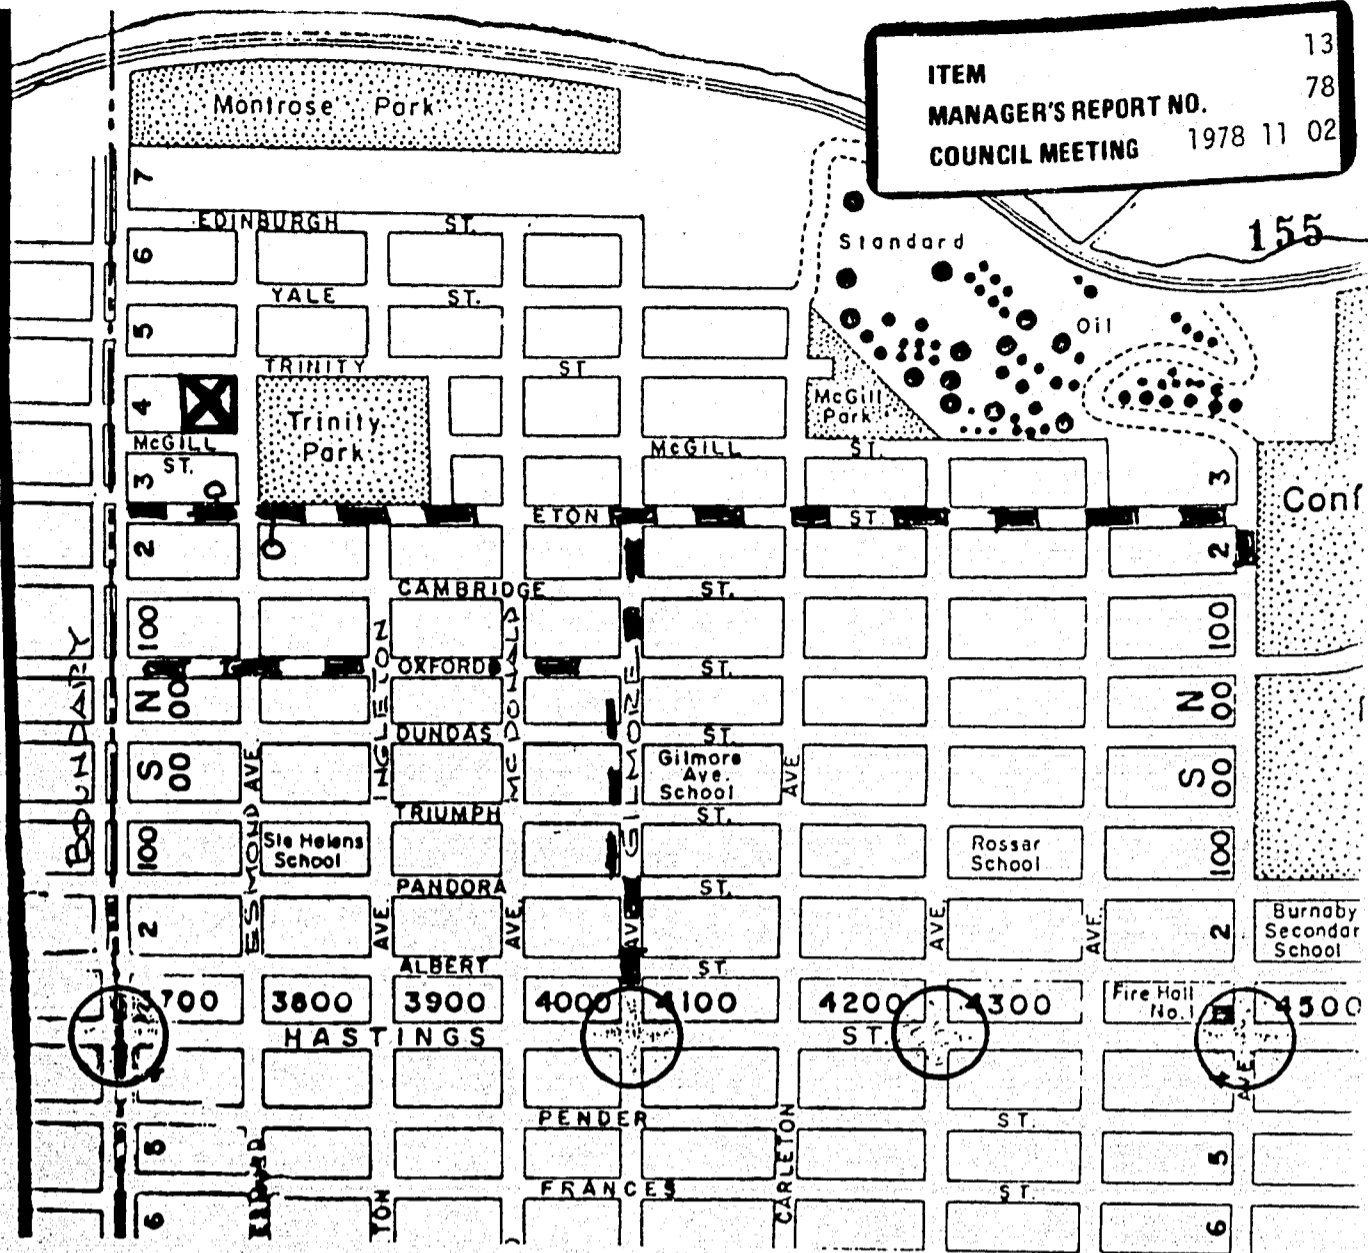 ITEM 13
MANAGER'S REPORT NO. 78
COUNCIL MEETING 1978 11 02
155
Montrose Park
7
EDINBURGH ST.
6
Standard
YALE ST.
5
Oil
TRINITY ST
4
Trinity
Park
McGill
Park
McGILL
ST.
McGILL ST.
3
3
Conf
ETON ST.
2
2
CAMBRIDGE ST.
100
100
OXFORD ST.
N
00
N
00
DUNDAS ST.
S
00
S
00
Gilmore
Ave.
School
TRIUMPH ST.
100
100
Ste Helens
School
Rossar
School
PANDORA ST.
2
2
Burnaby
Secondar
School
ALBERT ST.
BOUNDARY
ESMOND AVE.
INGLETON
AVE.
MCDONALD
AVE.
GILMORE
AVE
AVE
AVE.
AVE.
3700 3800 3900 4000 4100 4200 4300
Fire Hall
No.1
4500
HASTINGS ST.
4
AVE
PENDER ST.
5
5
CARLETON
FRANCES ST.
6
TON
6